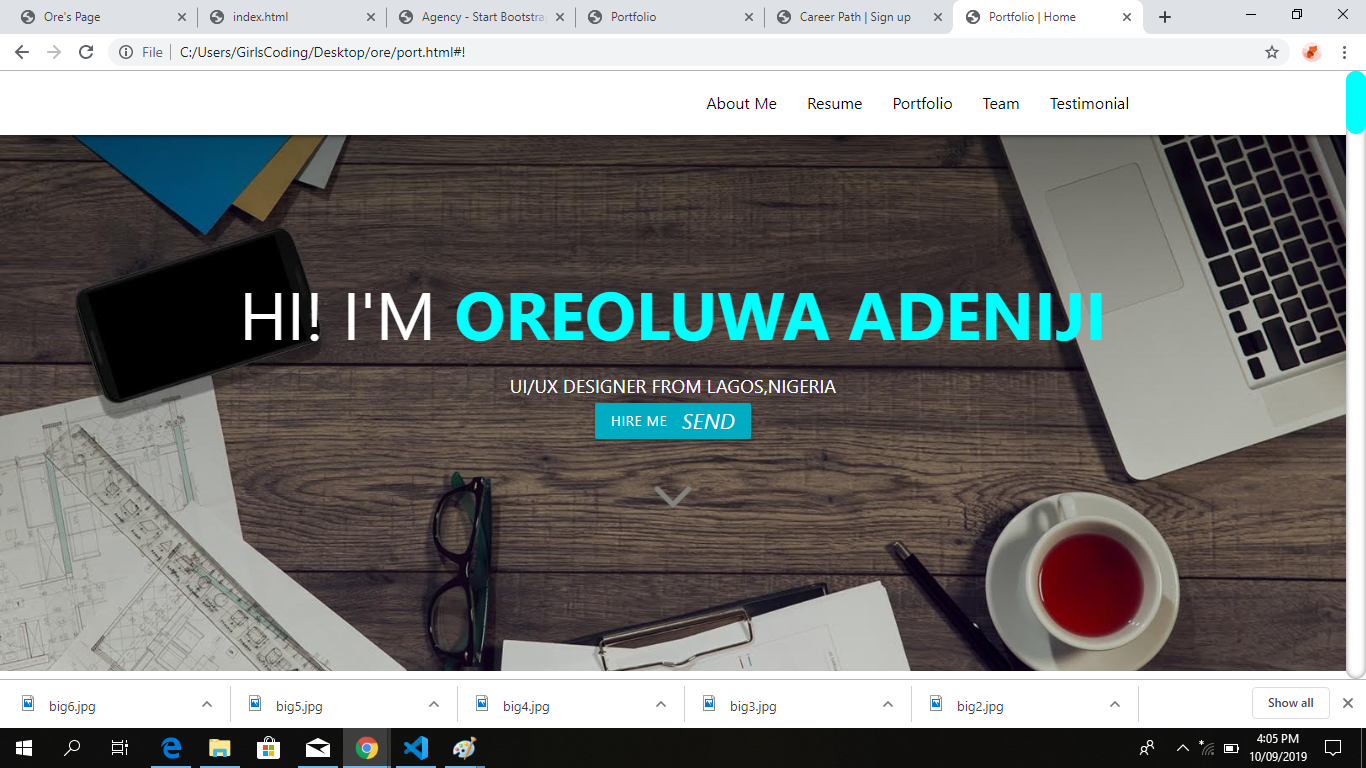 Ore's Page
index.html
Agency - Start Bootstra
Portfolio
Career Path | Sign up
Portfolio | Home
File
C:/Users/GirlsCoding/Desktop/ore/port.html#!
About Me Resume Portfolio Team Testimonial
HI! I'M OREOLUWA ADENIJI
UI/UX DESIGNER FROM LAGOS,NIGERIA
HIRE ME SEND
big6.jpg
big5.jpg
big4.jpg
big3.jpg
big2.jpg
Show all
4:05 PM
10/09/2019